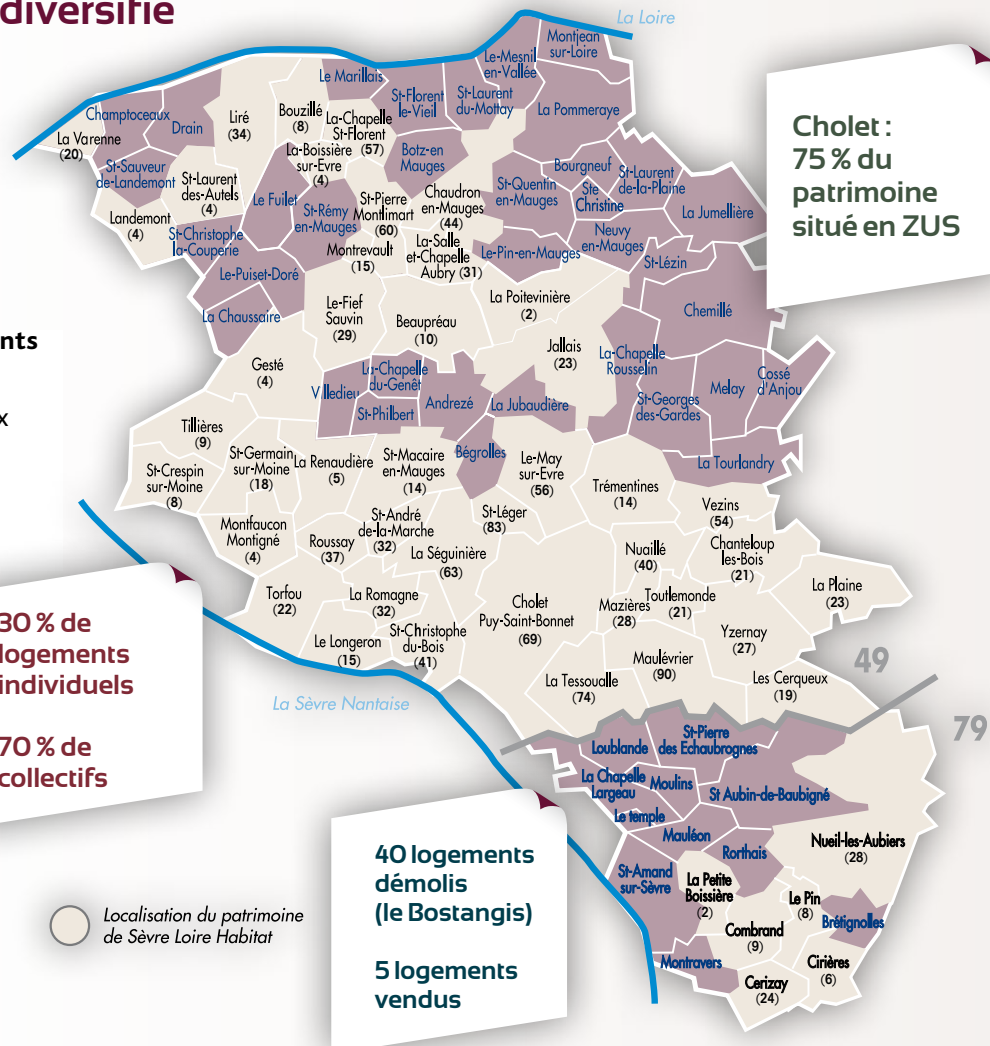 diversifie
La Loire
Montjean
sur-Loire
Le-Mesnil
en-Vallée
Le Marillais
St-Florent
le-Vieil
St-Laurent
du-Mottay
La Pommeraye
Champtoceaux
Drain
Liré
(34)
Bouzillé
(8)
La-Chapelle
St-Florent
(57)
La Varenne
(20)
La-Boissière
sur-Evre
(4)
Botz-en
Mauges
Bourgneuf
St-Laurent
de-la-Plaine
St-Sauveur
de-Landemont
St-Laurent
des-Autels
(4)
Le Fuilet
St-Rémy
en-Mauges
St-Pierre
Montlimart
(60)
Chaudron
en-Mauges
(44)
St-Quentin
en-Mauges
Ste
Christine
La Jumellière
Landemont
(4)
St-Christophe
la-Couperie
Montrevault
(15)
La-Salle
et-Chapelle
Aubry (31)
Le-Pin-en-Mauges
Neuvy
en-Mauges
St-Lézin
Le-Puiset-Doré
La Chaussaire
Le-Fief
Sauvin
(29)
Beaupréau
(10)
La Poitevinière
(2)
Chemillé
Jallais
(23)
La-Chapelle
Rousselin
Gesté
(4)
Villedieu
La-Chapelle
du-Genêt
St-Philbert
Andrezé
La Jubaudière
St-Georges
des-Gardes
Melay
Cossé
d'Anjou
Tillières
(9)
St-Germain
sur-Moine
(18)
La Renaudière
(5)
St-Macaire
en-Mauges
(14)
Bégrolles
Le-May
sur-Evre
(56)
La Tourlandry
St-Crespin
sur-Moine
(8)
Trémentines
(14)
Vezins
(54)
Montfaucon
Montigné
(4)
Roussay
(37)
St-André
de-la-Marche
(32)
St-Léger
(83)
La Séguinière
(63)
Nuaillé
(40)
Chanteloup
les-Bois
(21)
La Plaine
(23)
Torfou
(22)
La Romagne
(32)
Cholet
Puy-Saint-Bonnet
(69)
Mazières
(28)
Toutlemonde
(21)
Yzernay
(27)
Le Longeron
(15)
St-Christophe
du-Bois
(41)
Maulévrier
(90)
La Tessoualle
(74)
Les Cerqueux
(19)
49
79
La Sèvre Nantaise
Loublande
St-Pierre
des Echaubrognes
La Chapelle
Largeau
Moulins
St Aubin-de-Baubigné
Le temple
Mauléon
Rorthais
Nueil-les-Aubiers
(28)
St-Amand
sur-Sèvre
La Petite
Boissière
(2)
Le Pin
(8)
Brétignolles
Combrand
(9)
Montravers
Cirières
(6)
Cerizay
(24)
Cholet :
75 % du
patrimoine
situé en ZUS
nts
x
30 % de
logements
individuels
70 % de
collectifs
40 logements
démolis
(le Bostangis)
5 logements
vendus
Localisation du patrimoine
de Sèvre Loire Habitat